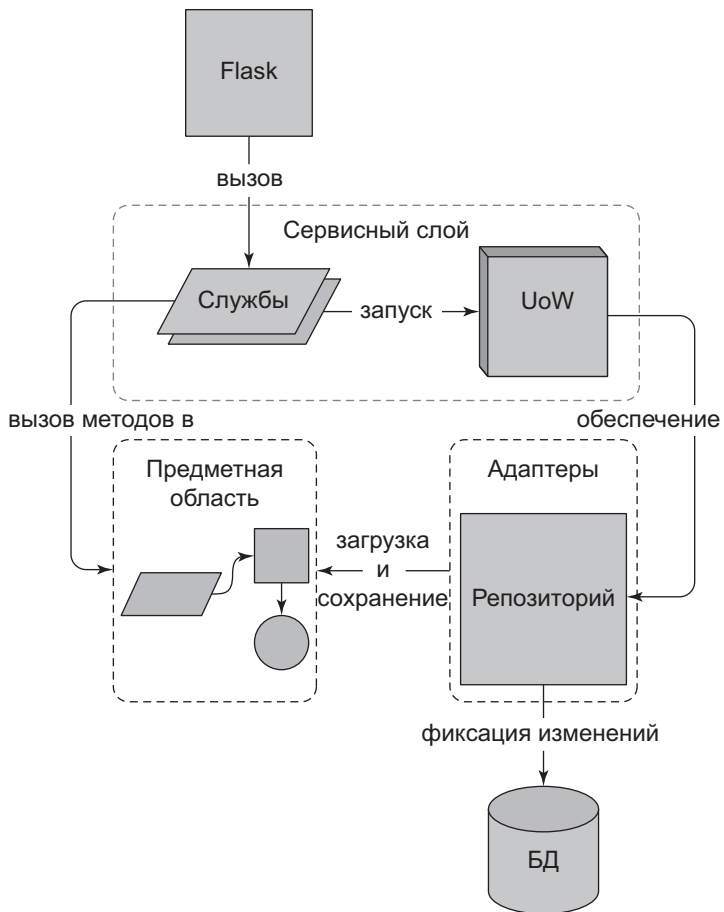 Flask
вызов
Сервисный слой
Службы
запуск
UoW
вызов методов в
обеспечение
Предметная
область
Адаптеры
загрузка
и
сохранение
Репозиторий
фиксация изменений
БД